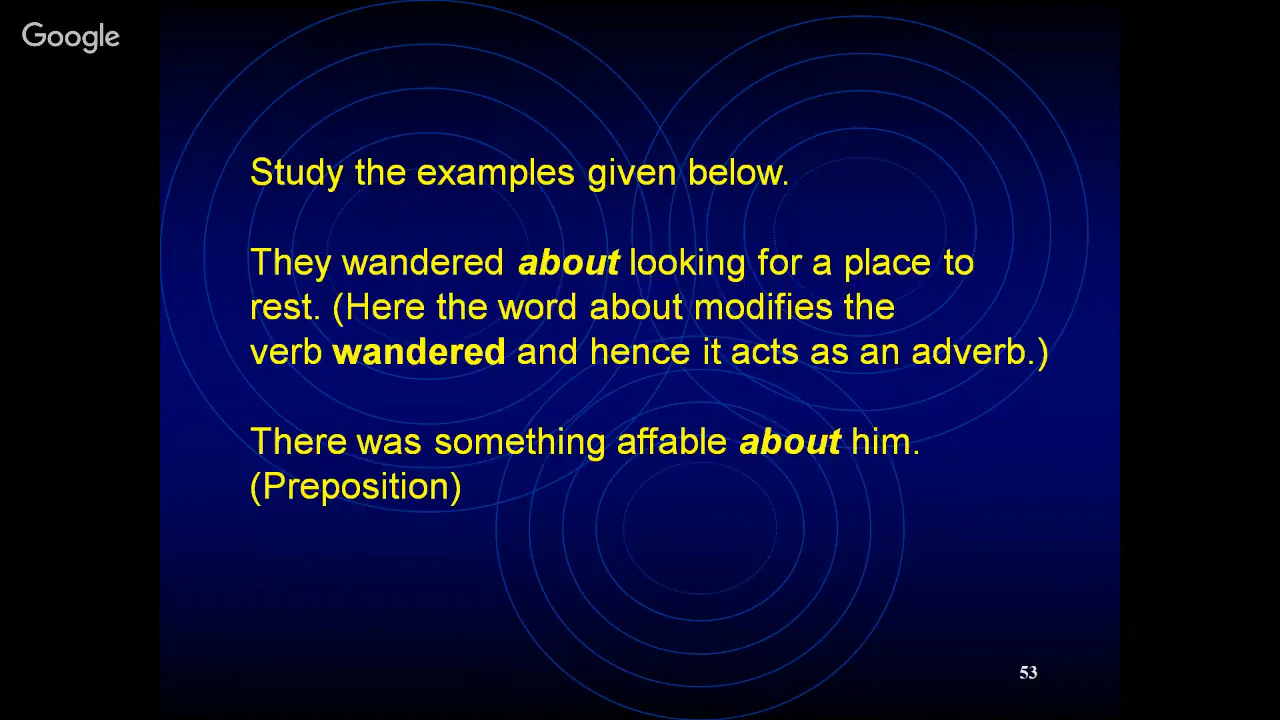 Google
Study the examples given below.
They wandered about looking for a place to
rest. (Here the word about modifies the
verb wandered and hence it acts as an adverb.)
There was something affable about him.
(Preposition)
53